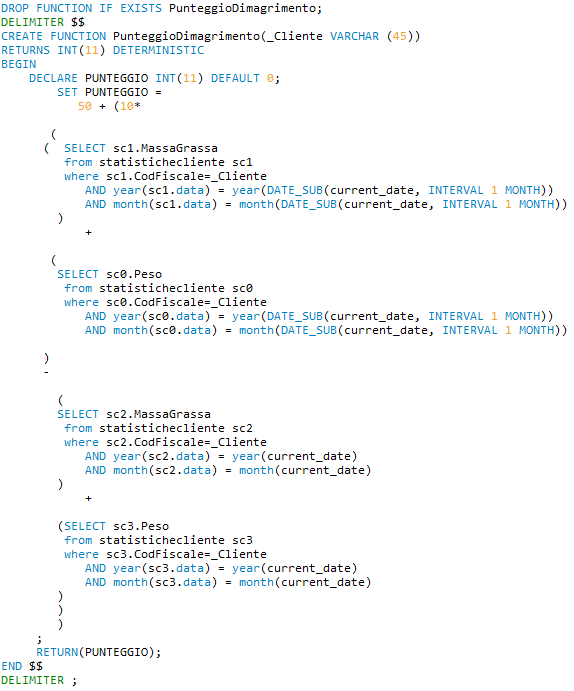 DROP FUNCTION IF EXISTS PunteggioDimagrimento;
DELIMITER $$
CREATE FUNCTION PunteggioDimagrimento(_Cliente VARCHAR (45))
RETURNS INT(11) DETERMINISTIC
BEGIN
DECLARE PUNTEGGIO INT(11) DEFAULT 0;
SET PUNTEGGIO =
50 + (10*
(
( SELECT sc1.MassaGrassa
from statistichecliente sc1
where sc1.CodFiscale=_Cliente
AND year(sc1.data) = year(DATE_SUB(current_date, INTERVAL 1 MONTH))
AND month(sc1.data) = month(DATE_SUB(current_date, INTERVAL 1 MONTH))
)
+
(
SELECT sc0.Peso
from statistichecliente sc0
where sc0.CodFiscale=_Cliente
AND year(sc0.data) = year(DATE_SUB(current_date, INTERVAL 1 MONTH))
AND month(sc0.data) = month(DATE_SUB(current_date, INTERVAL 1 MONTH))
)
-
(
SELECT sc2.MassaGrassa
from statistichecliente sc2
where sc2.CodFiscale=_Cliente
AND year(sc2.data) = year(current_date)
AND month(sc2.data) = month(current_date)
)
+
(SELECT sc3.Peso
from statistichecliente sc3
where sc3.CodFiscale=_Cliente
AND year(sc3.data) = year(current_date)
AND month(sc3.data) = month(current_date)
)
)
)
;
RETURN(PUNTEGGIO);
END $$
DELIMITER ;